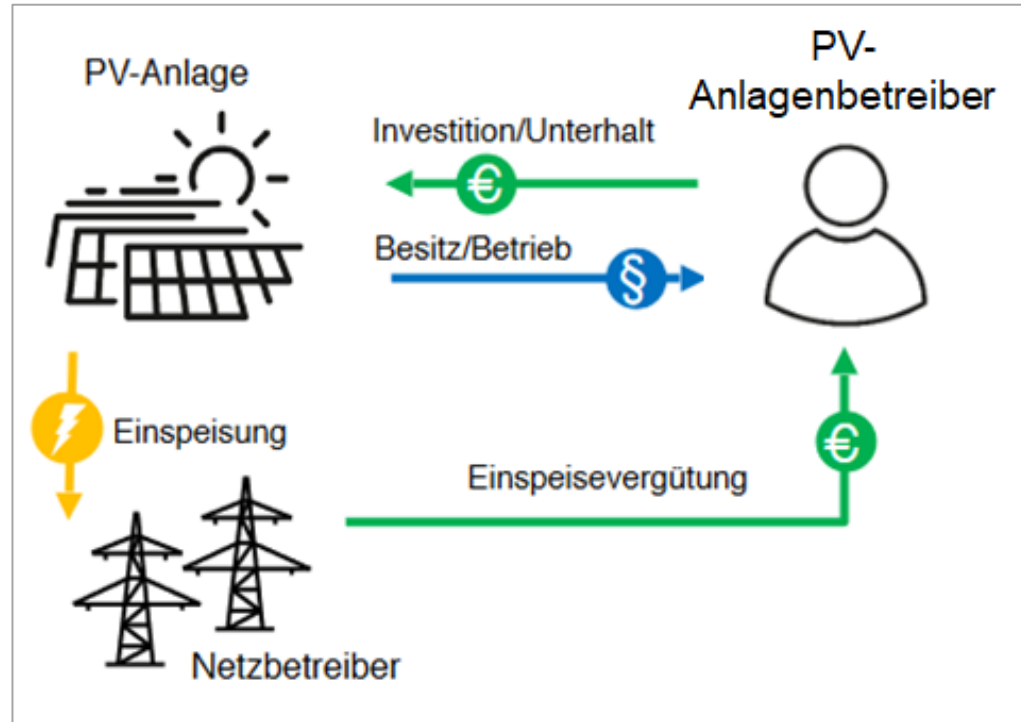 PV-Anlage
PV-
Anlagenbetreiber
Investition/Unterhalt
€
Besitz/Betrieb
§
Einspeisung
€
Einspeisevergütung
Netzbetreiber